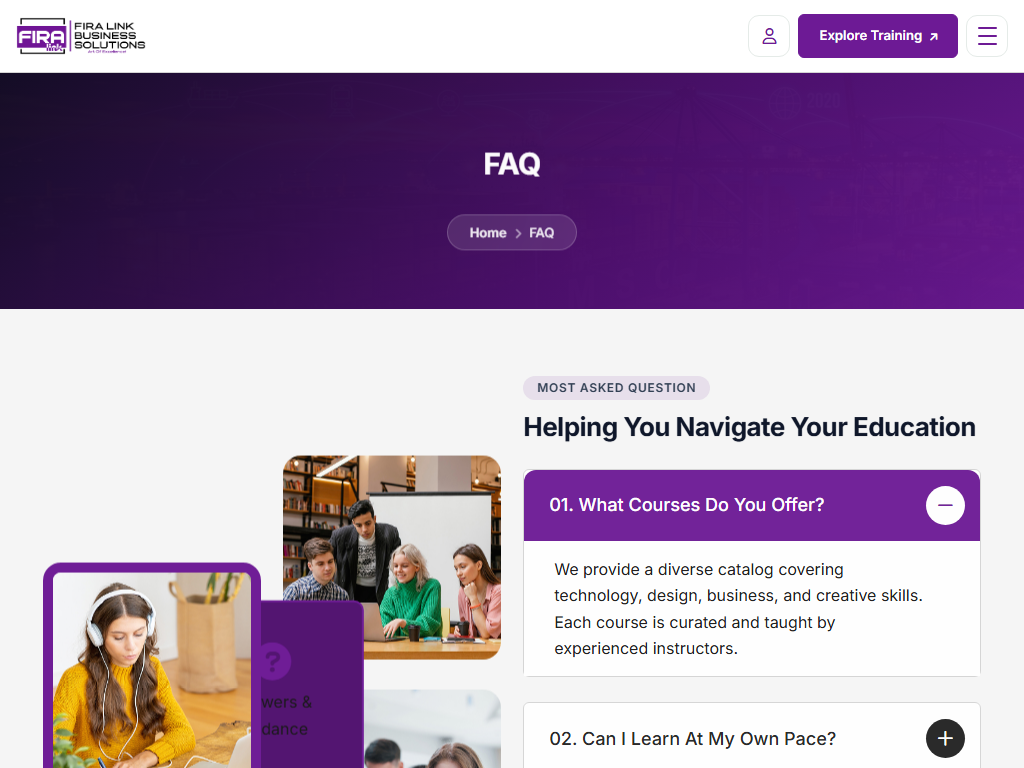 FIRA
link
FIRA LINK
BUSINESS
SOLUTIONS
Explore Training
FAQ
Home
FAQ
MOST ASKED QUESTION
Helping You Navigate Your Education
01. What Courses Do You Offer?
We provide a diverse catalog covering
technology, design, business, and creative skills.
Each course is curated and taught by
experienced instructors.
?
wers &
dance
02. Can I Learn At My Own Pace?